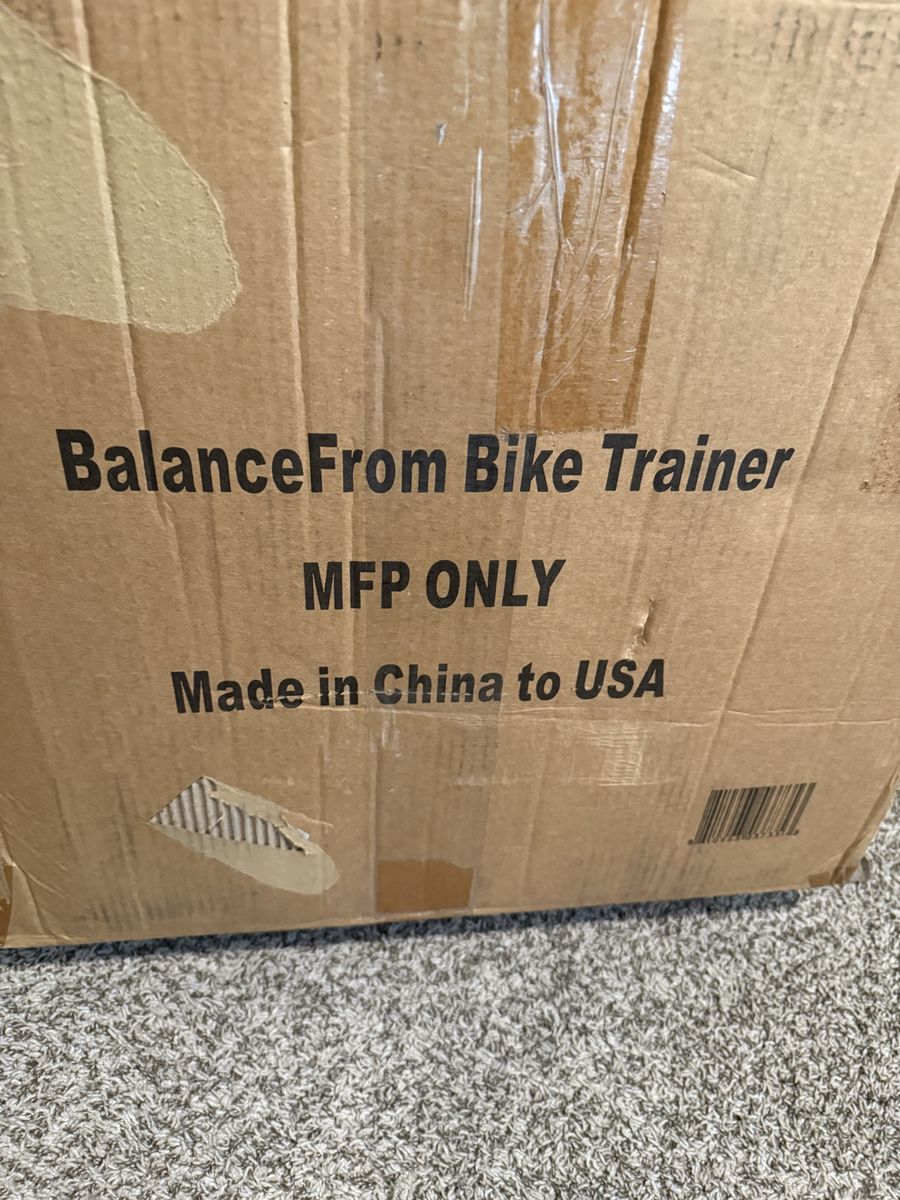 BalanceFrom Bike Trainer
MFP ONLY
Made in China to USA